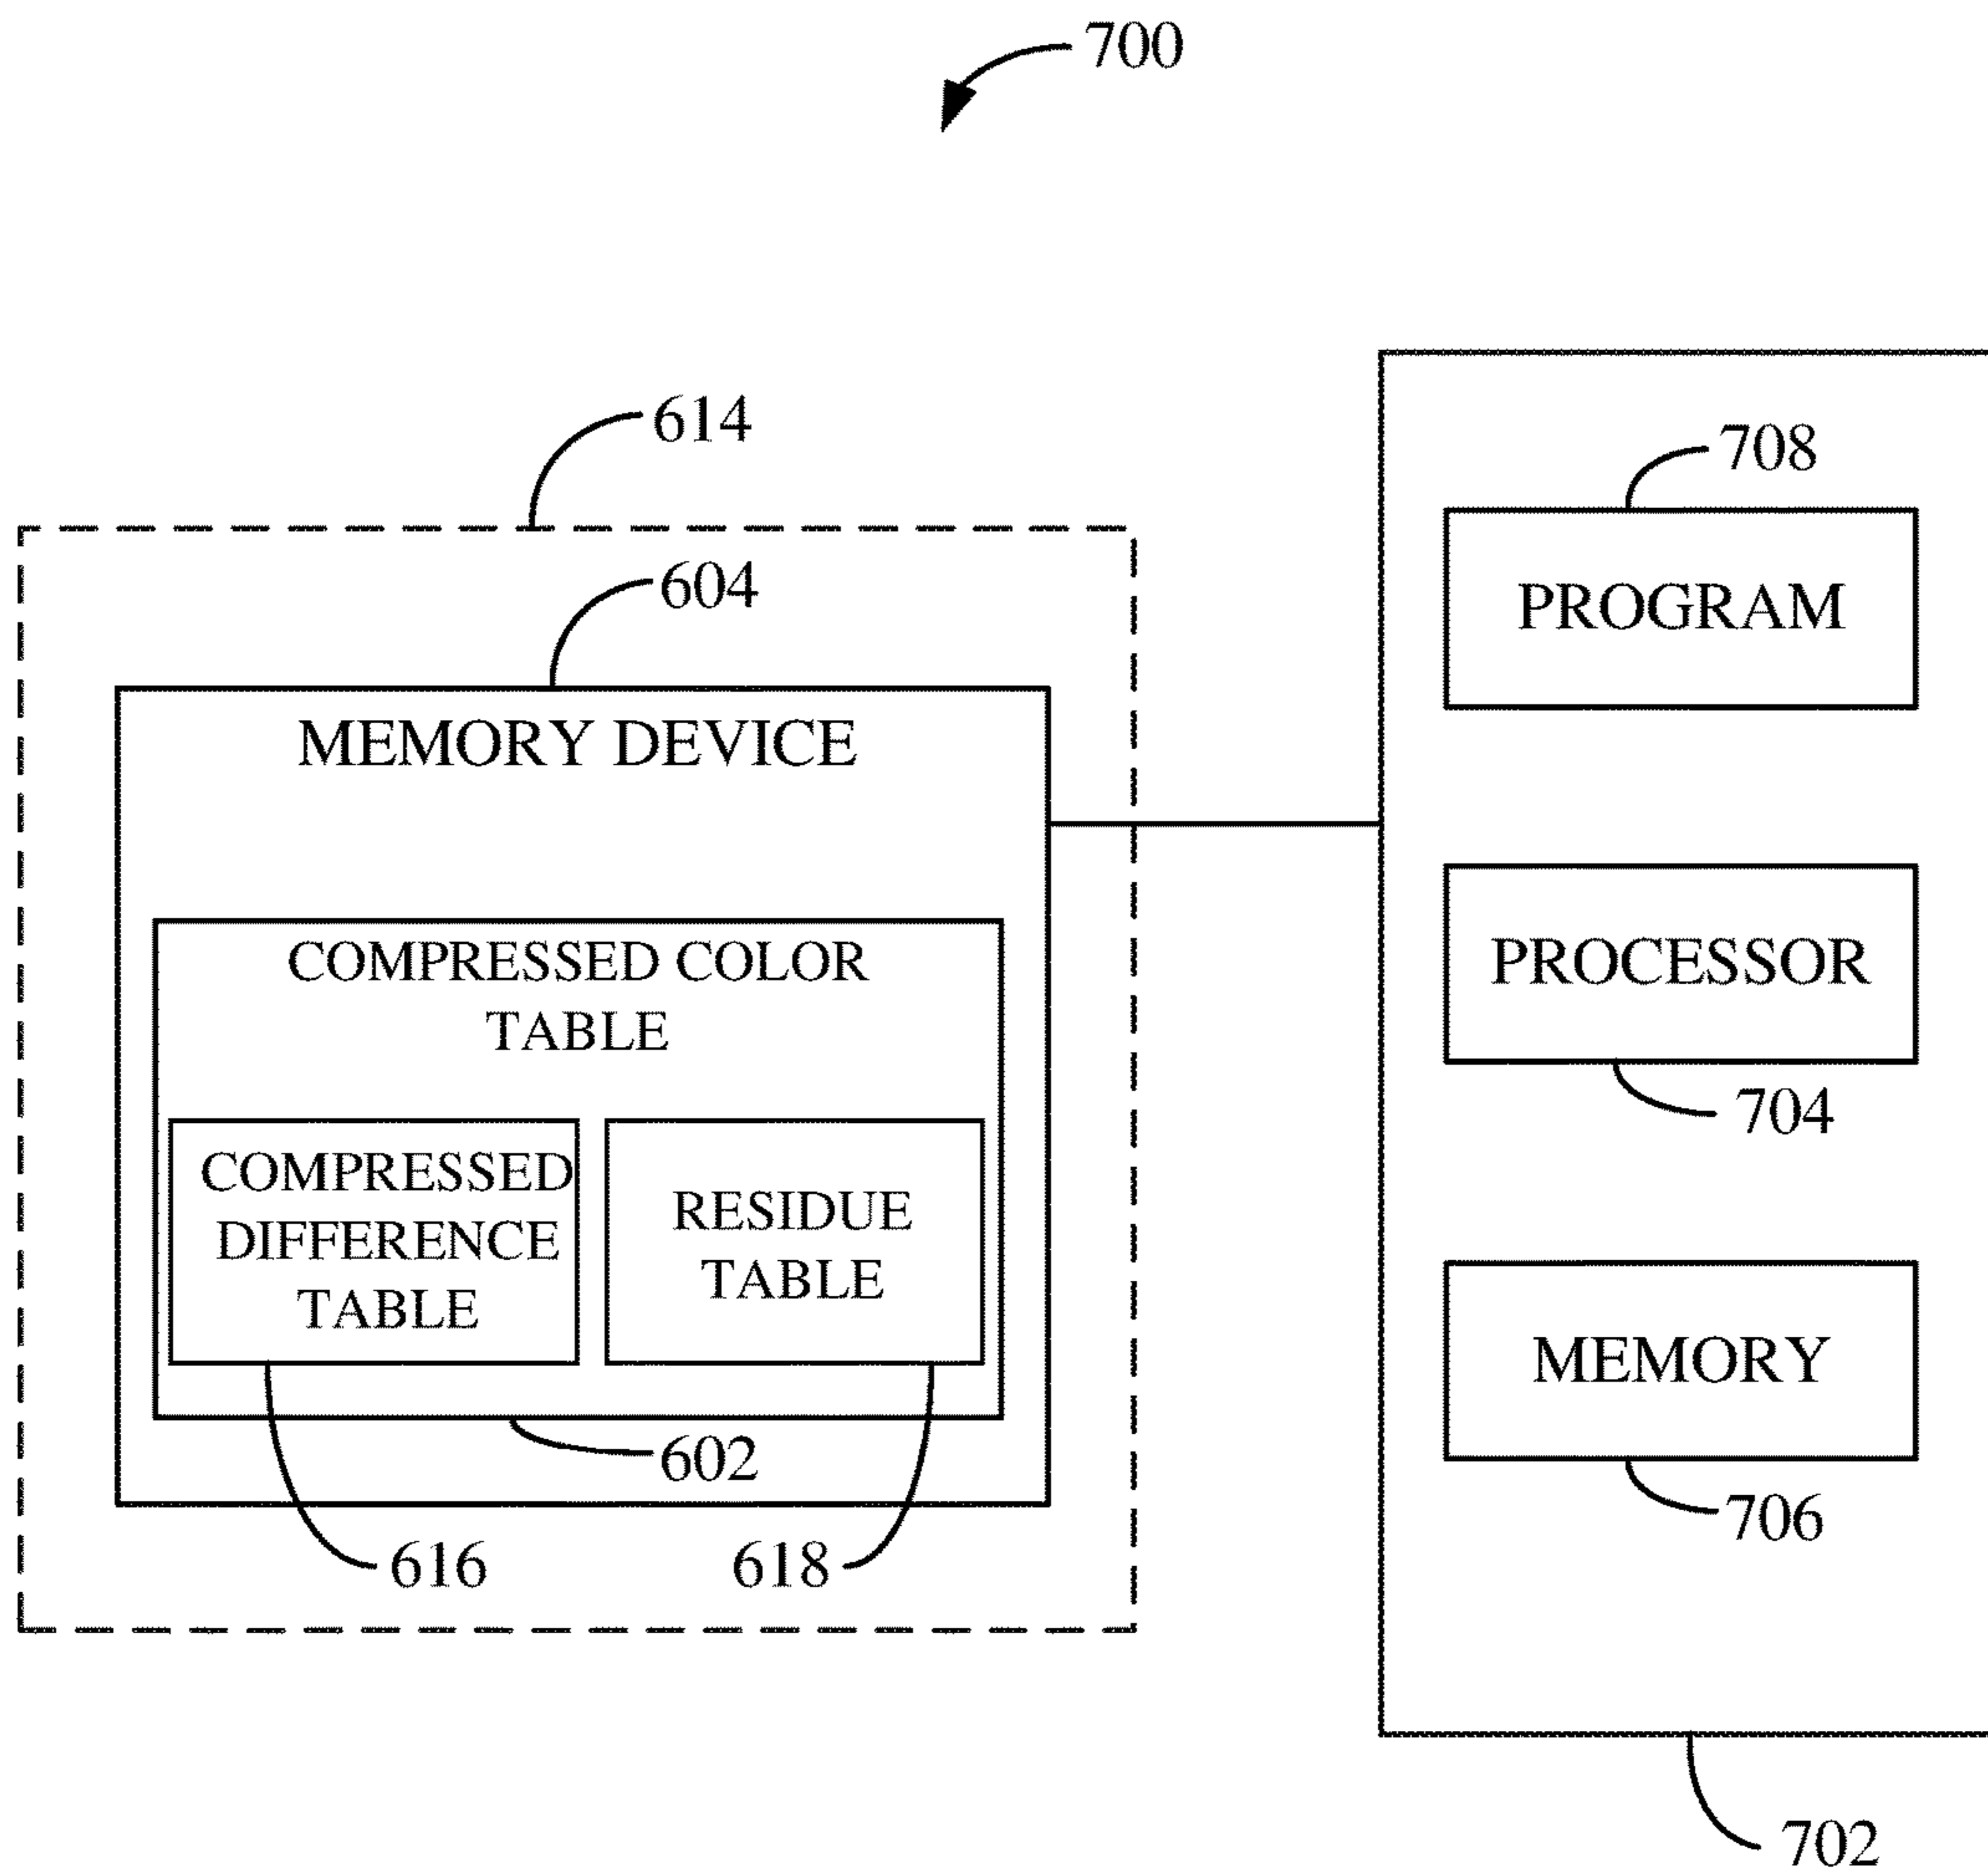 700
614
708
604
PROGRAM
MEMORY DEVICE
PROCESSOR
COMPRESSED COLOR
TABLE
704
COMPRESSED
DIFFERENCE
TABLE
RESIDUE
TABLE
MEMORY
602
706
616
618
702